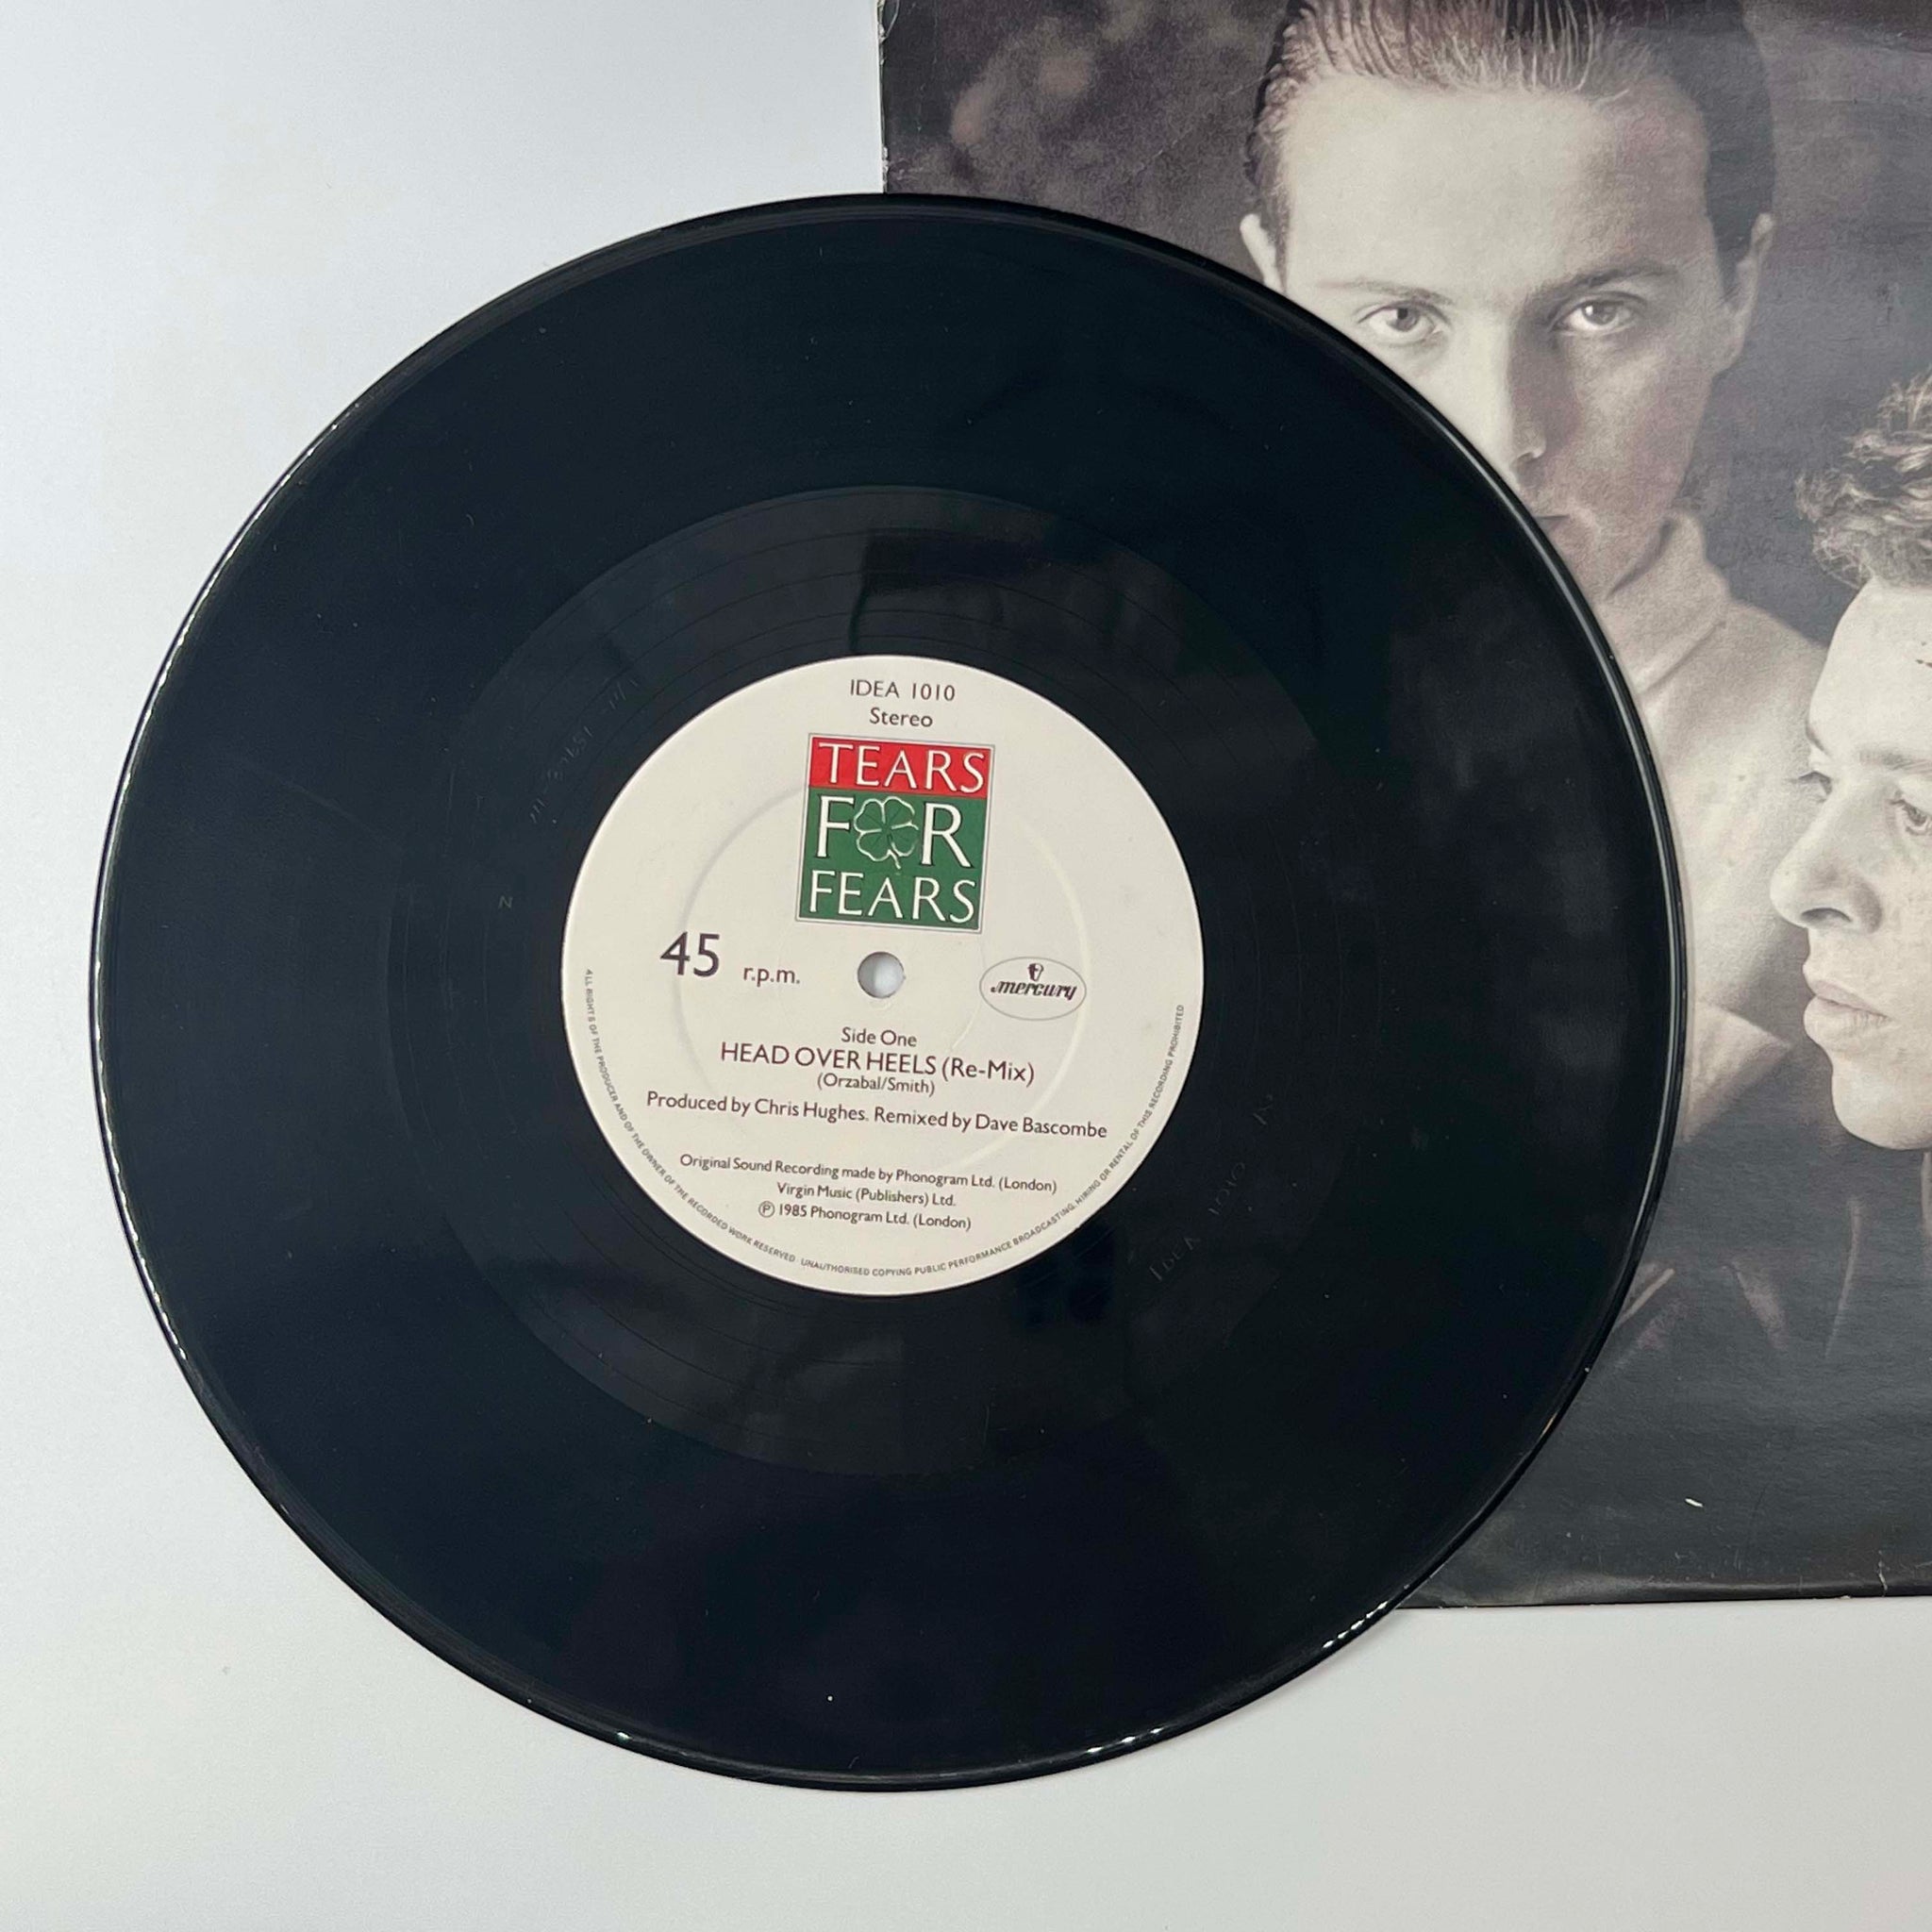 IDEA 1010
Stereo
TEARS
FOR
FEARS
45 r.p.m.
mercury
Side One
HEAD OVER HEELS (Re-Mix)
(Orzabal/Smith)
Produced by Chris Hughes. Remixed by Dave Bascombe
Original Sound Recording made by Phonogram Ltd. (London)
Virgin Music (Publishers) Ltd.
℗ 1985 Phonogram Ltd. (London)
ALL RIGHTS OF THE PRODUCER AND OF THE OWNER OF THE RECORDED WORK RESERVED. UNAUTHORISED COPYING PUBLIC PERFORMANCE BROADCASTING, HIRING OR RENTAL OF THIS RECORDING PROHIBITED
IDEA 1010